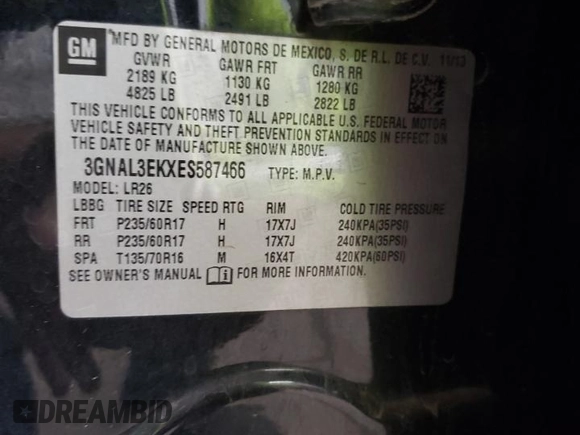 GM
MFD BY GENERAL MOTORS DE MEXICO, S. DE R.L. DE C.V. 11/13
GVWR GAWR FRT GAWR RR
2189 KG 1130 KG 1280 KG
4825 LB 2491 LB 2822 LB
THIS VEHICLE CONFORMS TO ALL APPLICABLE U.S. FEDERAL MOTOR
VEHICLE SAFETY AND THEFT PREVENTION STANDARDS IN EFFECT ON
THE DATE OF MANUFACTURE SHOWN ABOVE.
3GNAL3EKXES587466 TYPE: M.P.V.
MODEL: LR26
LBBG TIRE SIZE SPEED RTG RIM COLD TIRE PRESSURE
FRT P235/60R17 H 17X7J 240KPA(35PSI)
RR P235/60R17 H 17X7J 240KPA(35PSI)
SPA T135/70R16 M 16X4T 420KPA(60PSI)
SEE OWNER'S MANUAL FOR MORE INFORMATION.
DREAMBID